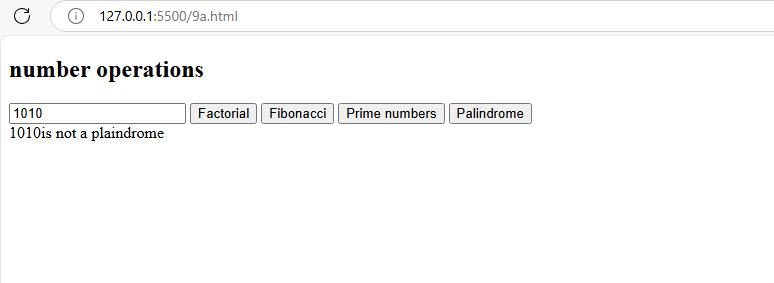 127.0.0.1:5500/9a.html
number operations
1010 Factorial Fibonacci Prime numbers Palindrome
1010is not a plaindrome